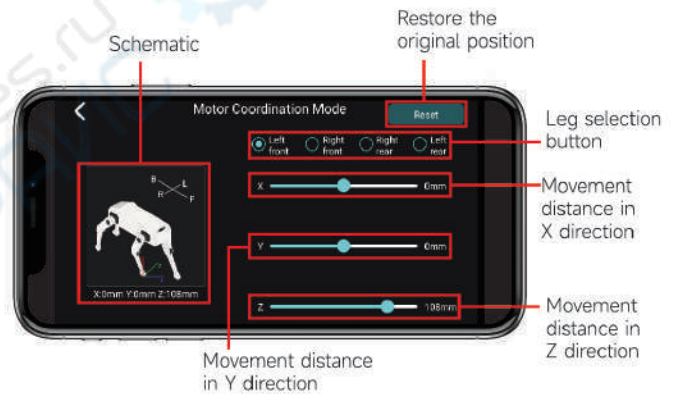 Restore the
original position
Schematic
Motor Coordination Mode
Reset
Left
front
Right
front
Right
rear
Left
rear
Leg selection
button
B
L
R
F
X
0mm
Movement
distance in
X direction
Y
0mm
X:0mm Y:0mm Z:108mm
Z
108mm
Movement
distance in
Z direction
Movement distance
in Y direction